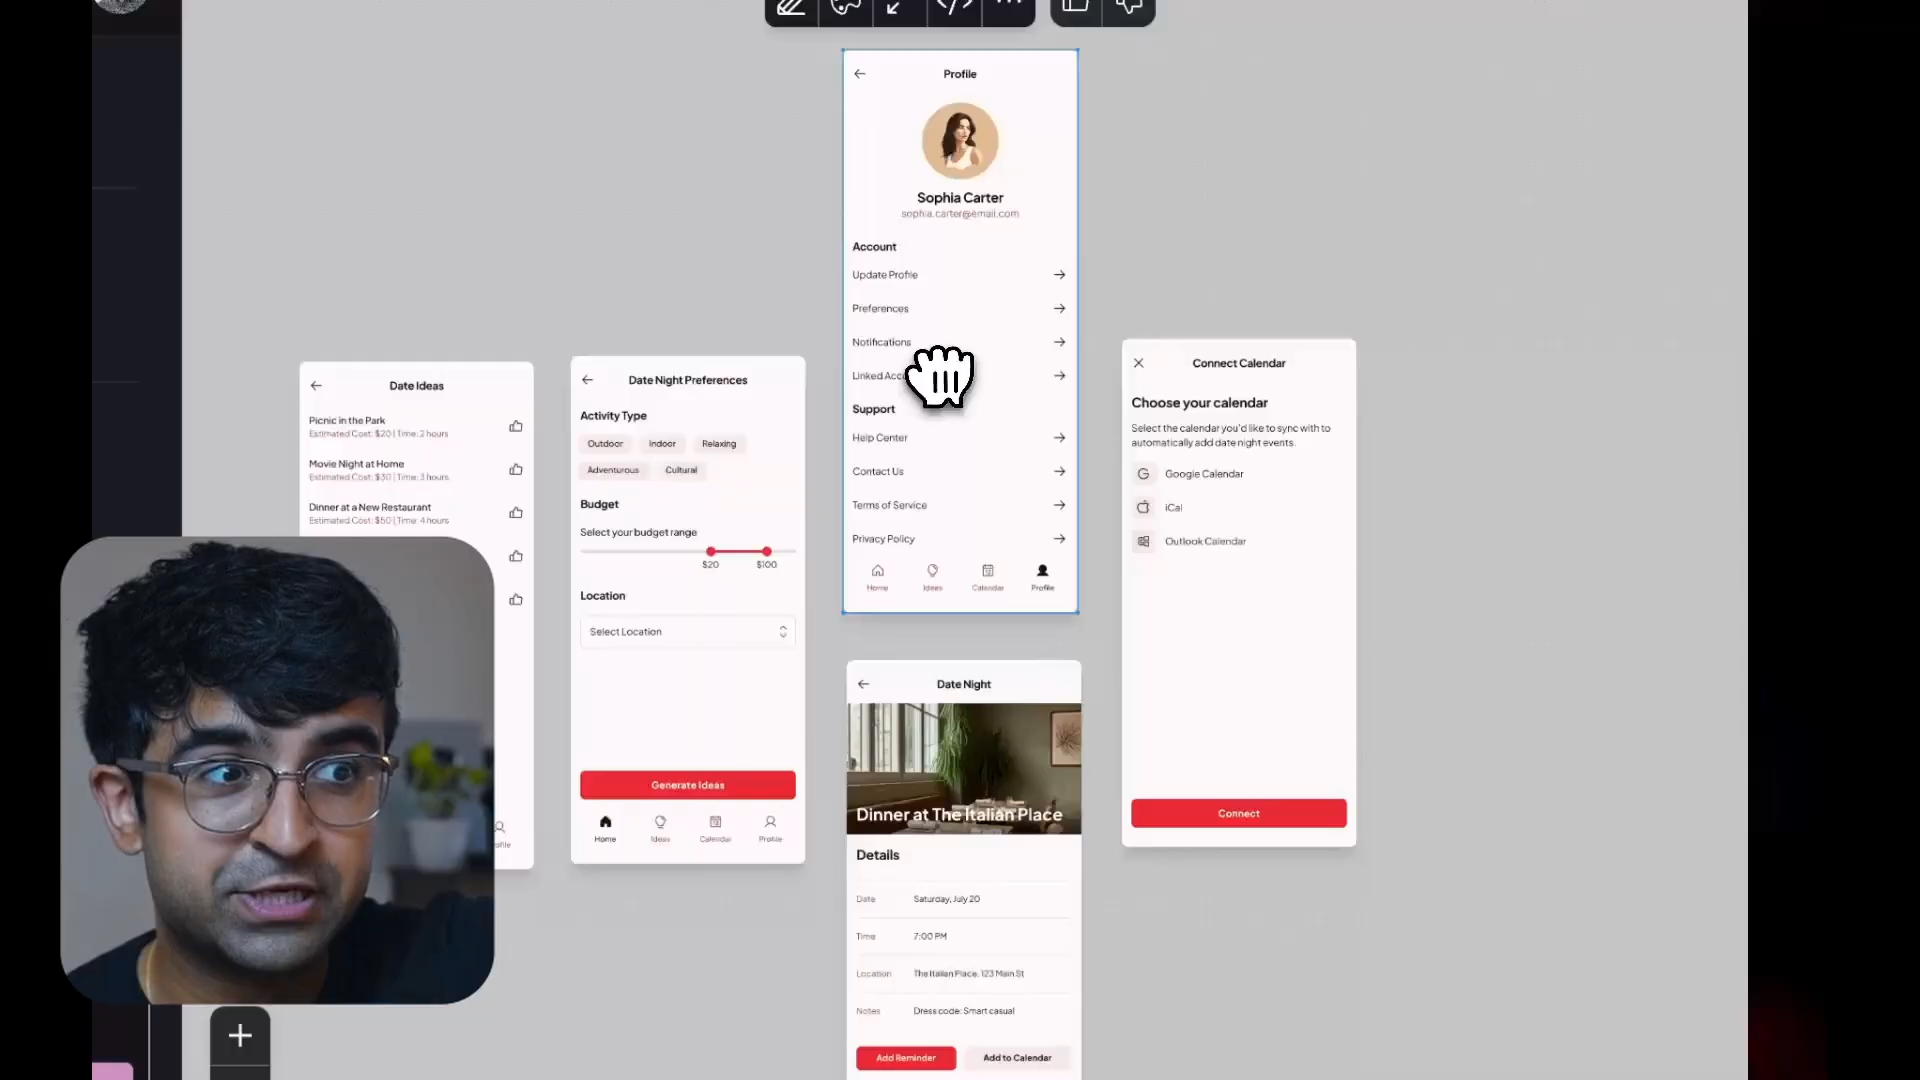 Profile
Sophia Carter
sophia.carter@email.com
Account
Update Profile
Preferences
Notifications
Linked
Support
Help Center
Contact Us
Terms of Service
Privacy Policy
Home
Ideas
Calendar
Profile
Date Ideas
Picnic in the Park
Estimated Cost: $20 | Time: 2 hours
Movie Night at Home
Estimated Cost: $30 | Time: 3 hours
Dinner at a New Restaurant
Estimated Cost: $50 | Time: 4 hours
Date Night Preferences
Activity Type
Outdoor
Indoor
Relaxing
Adventurous
Cultural
Budget
Select your budget range
$20
$100
Location
Select Location
Generate Ideas
Home
Ideas
Calendar
Profile
Date Night
Dinner at The Italian Place
Details
Date
Saturday, July 20
Time
7:00 PM
Location
The Italian Place, 123 Main St
Notes
Dress code: Smart casual
Add Reminder
Add to Calendar
Connect Calendar
Choose your calendar
Select the calendar you'd like to sync with to
automatically add date night events.
Google Calendar
iCal
Outlook Calendar
Connect